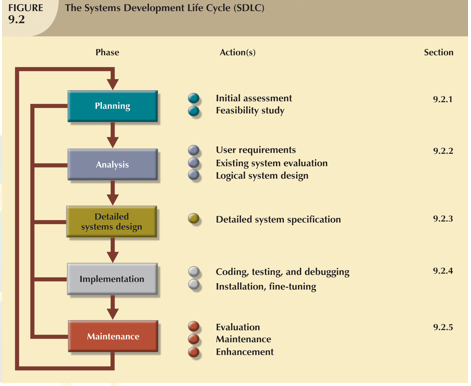 FIGURE
9.2
The Systems Development Life Cycle (SDLC)
Phase Action(s) Section
Planning
Initial assessment
Feasibility study
9.2.1
Analysis
User requirements
Existing system evaluation
Logical system design
9.2.2
Detailed
systems design
Detailed system specification
9.2.3
Implementation
Coding, testing, and debugging
Installation, fine-tuning
9.2.4
Maintenance
Evaluation
Maintenance
Enhancement
9.2.5